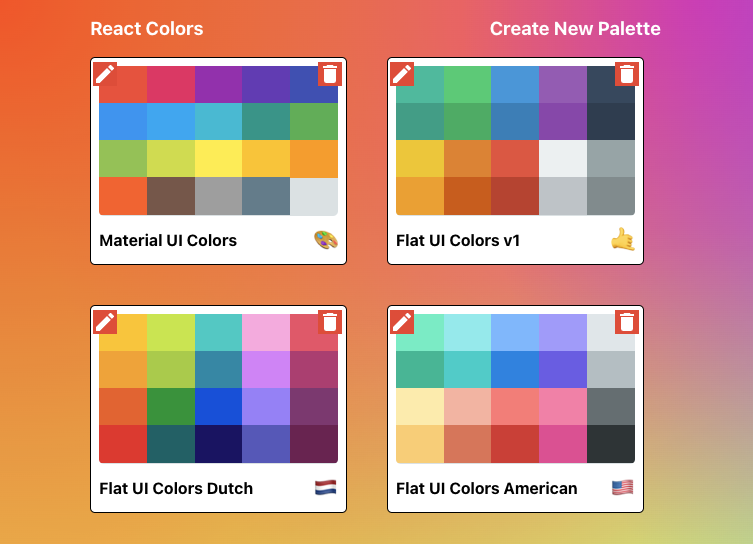 React Colors
Create New Palette
Material UI Colors
Flat UI Colors v1
Flat UI Colors Dutch
Flat UI Colors American